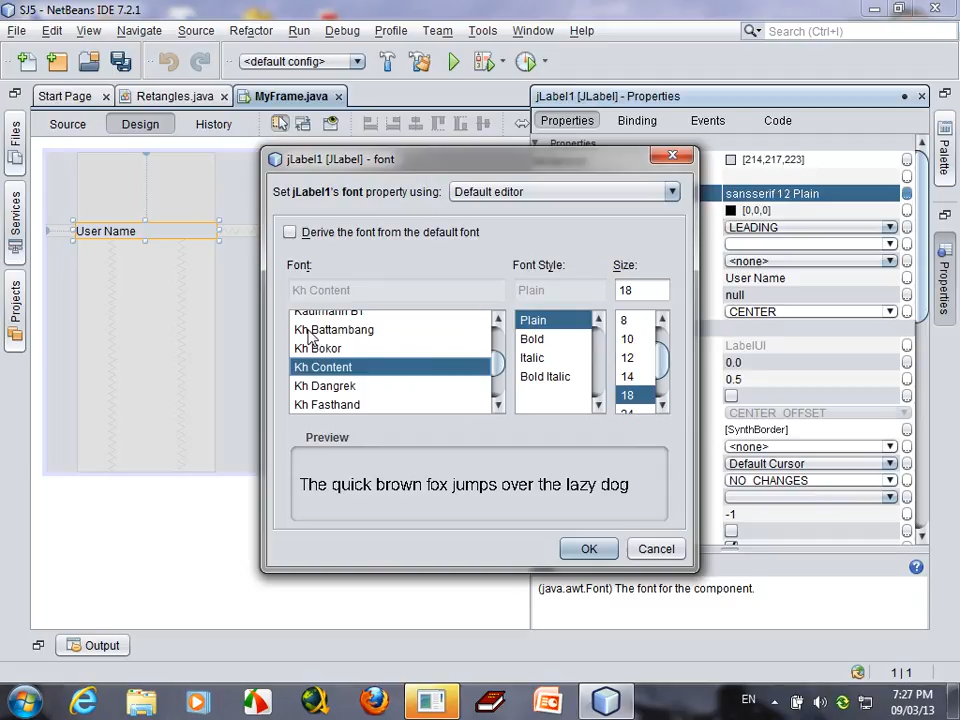 SJ5 - NetBeans IDE 7.2.1
File Edit View Navigate Source Refactor Run Debug Profile Team Tools Window Help
Search (Ctrl+I)
<default config>
Start Page
Retangles.java
MyFrame.java
jLabel1 [JLabel] - Properties
Source Design History
Properties Binding Events Code
Files
Services
Projects
Palette
Properties
User Name
Properties
[214,217,223]
sansserif 12 Plain
[0,0,0]
LEADING
<none>
User Name
null
CENTER
LabelUI
0.0
0.5
CENTER_OFFSET
[SynthBorder]
<none>
Default Cursor
NO_CHANGES
-1
(java.awt.Font) The font for the component.
jLabel1 [JLabel] - font
Set jLabel1's font property using: Default editor
Derive the font from the default font
Font: Font Style: Size:
Kh Content Plain 18
Kaufmann BT
Kh Battambang
Kh Bokor
Kh Content
Kh Dangrek
Kh Fasthand
Plain
Bold
Italic
Bold Italic
8
10
12
14
18
24
Preview
The quick brown fox jumps over the lazy dog
OK Cancel
Output
1|1
EN
7:27 PM
09/03/13